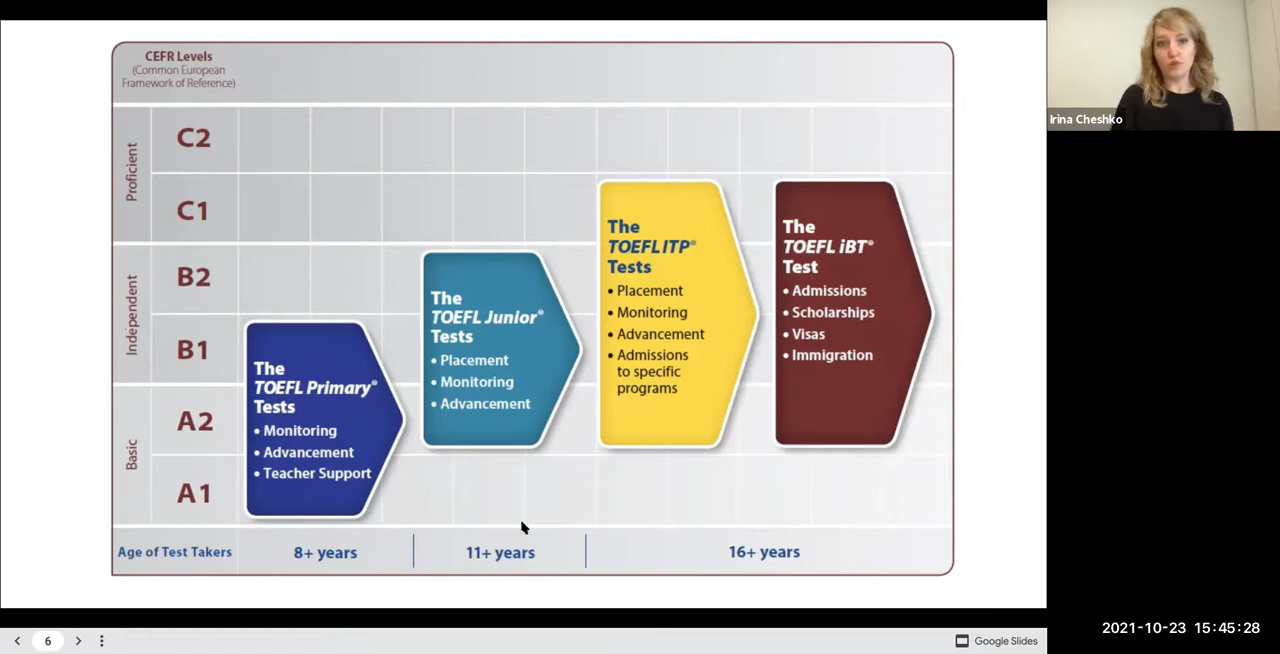 CEFR Levels
(Common European
Framework of Reference)
Proficient
C2
C1
Independent
B2
B1
Basic
A2
A1
The
TOEFL Primary®
Tests
• Monitoring
• Advancement
• Teacher Support
The
TOEFL Junior®
Tests
• Placement
• Monitoring
• Advancement
The
TOEFL ITP®
Tests
• Placement
• Monitoring
• Advancement
• Admissions
to specific
programs
The
TOEFL iBT®
Test
• Admissions
• Scholarships
• Visas
• Immigration
Age of Test Takers
8+ years
11+ years
16+ years
Irina Cheshko
6
Google Slides
2021-10-23 15:45:28